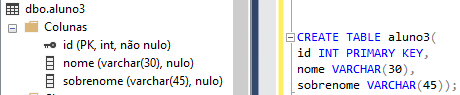 dbo.aluno3
Colunas
id (PK, int, não nulo)
nome (varchar(30), nulo)
sobrenome (varchar(45), nulo)
CREATE TABLE aluno3(
id INT PRIMARY KEY,
nome VARCHAR(30),
sobrenome VARCHAR(45));